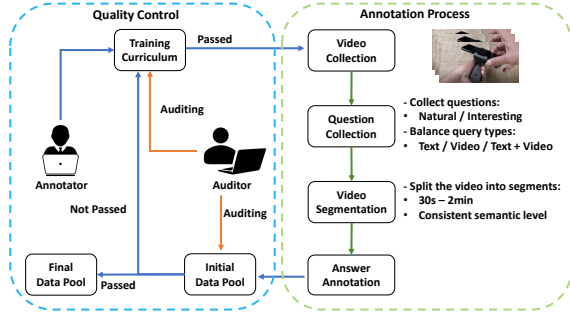 Quality Control
Training
Curriculum
Passed
Auditing
Annotator
Auditor
Not Passed
Auditing
Final
Data Pool
Passed
Initial
Data Pool
Annotation Process
Video
Collection
Question
Collection
- Collect questions:
• Natural / Interesting
- Balance query types:
• Text / Video / Text + Video
Video
Segmentation
- Split the video into segments:
• 30s – 2min
• Consistent semantic level
Answer
Annotation